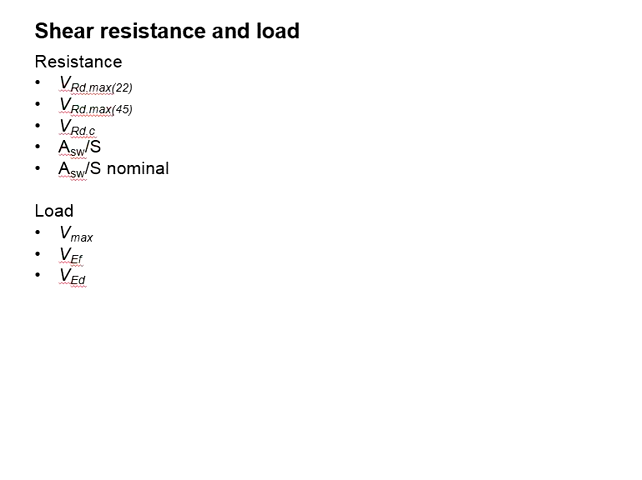 Shear resistance and load
Resistance
• VRd.max(22)
• VRd.max(45)
• VRd.c
• Asw/S
• Asw/S nominal
Load
• Vmax
• VEf
• VEd